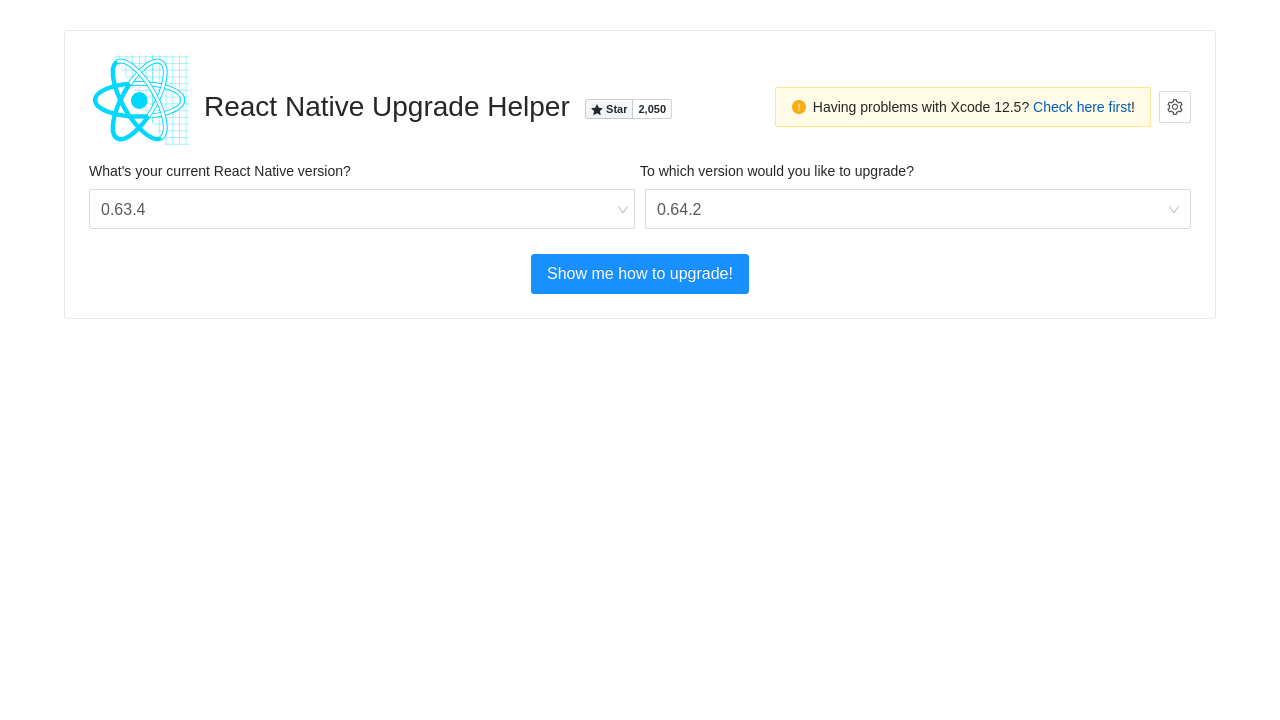 React Native Upgrade Helper
Star 2,050
Having problems with Xcode 12.5? Check here first!
What's your current React Native version?
To which version would you like to upgrade?
0.63.4
0.64.2
Show me how to upgrade!